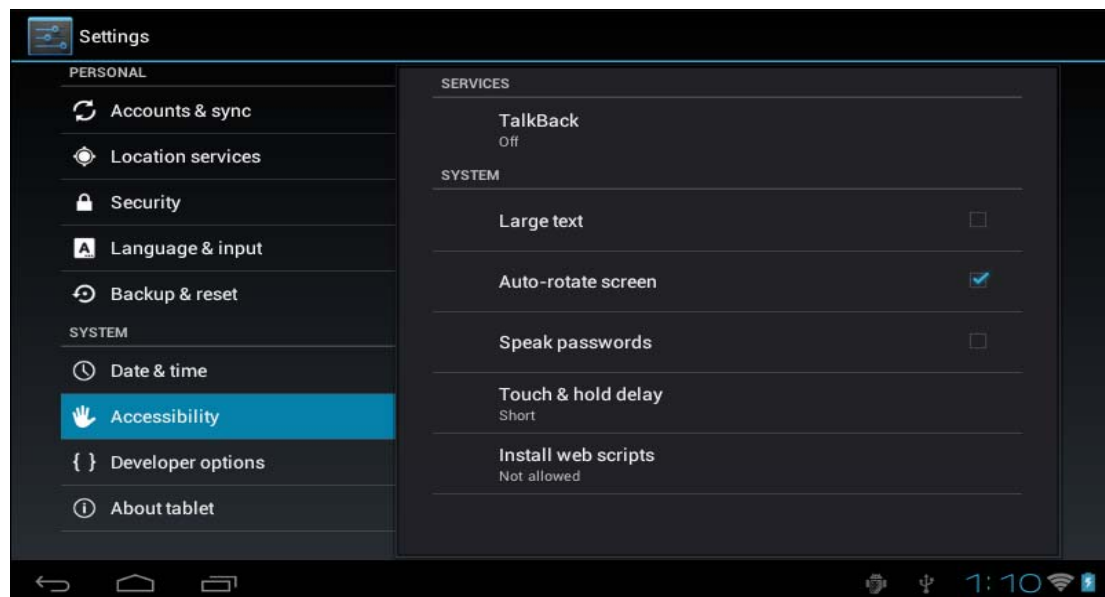 Settings
PERSONAL
Accounts & sync
Location services
Security
Language & input
Backup & reset
SYSTEM
Date & time
Accessibility
{ } Developer options
About tablet
SERVICES
TalkBack
Off
SYSTEM
Large text
Auto-rotate screen
Speak passwords
Touch & hold delay
Short
Install web scripts
Not allowed
1:10